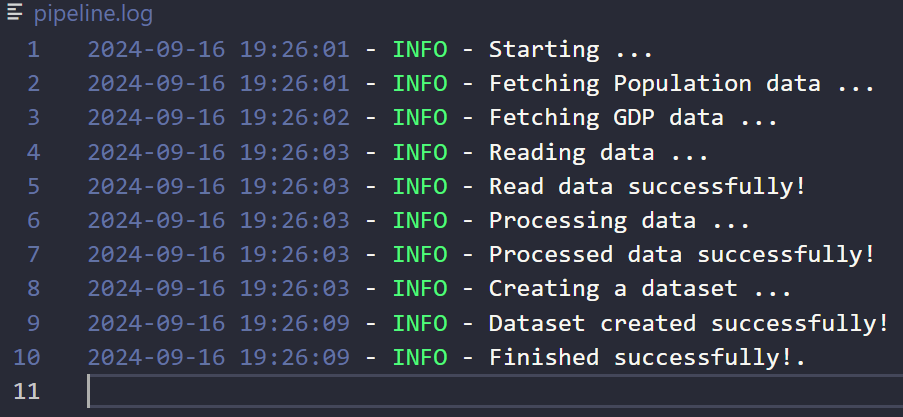 pipeline.log
1 2024-09-16 19:26:01 - INFO - Starting ...
2 2024-09-16 19:26:01 - INFO - Fetching Population data ...
3 2024-09-16 19:26:02 - INFO - Fetching GDP data ...
4 2024-09-16 19:26:03 - INFO - Reading data ...
5 2024-09-16 19:26:03 - INFO - Read data successfully!
6 2024-09-16 19:26:03 - INFO - Processing data ...
7 2024-09-16 19:26:03 - INFO - Processed data successfully!
8 2024-09-16 19:26:03 - INFO - Creating a dataset ...
9 2024-09-16 19:26:09 - INFO - Dataset created successfully!
10 2024-09-16 19:26:09 - INFO - Finished successfully!.
11